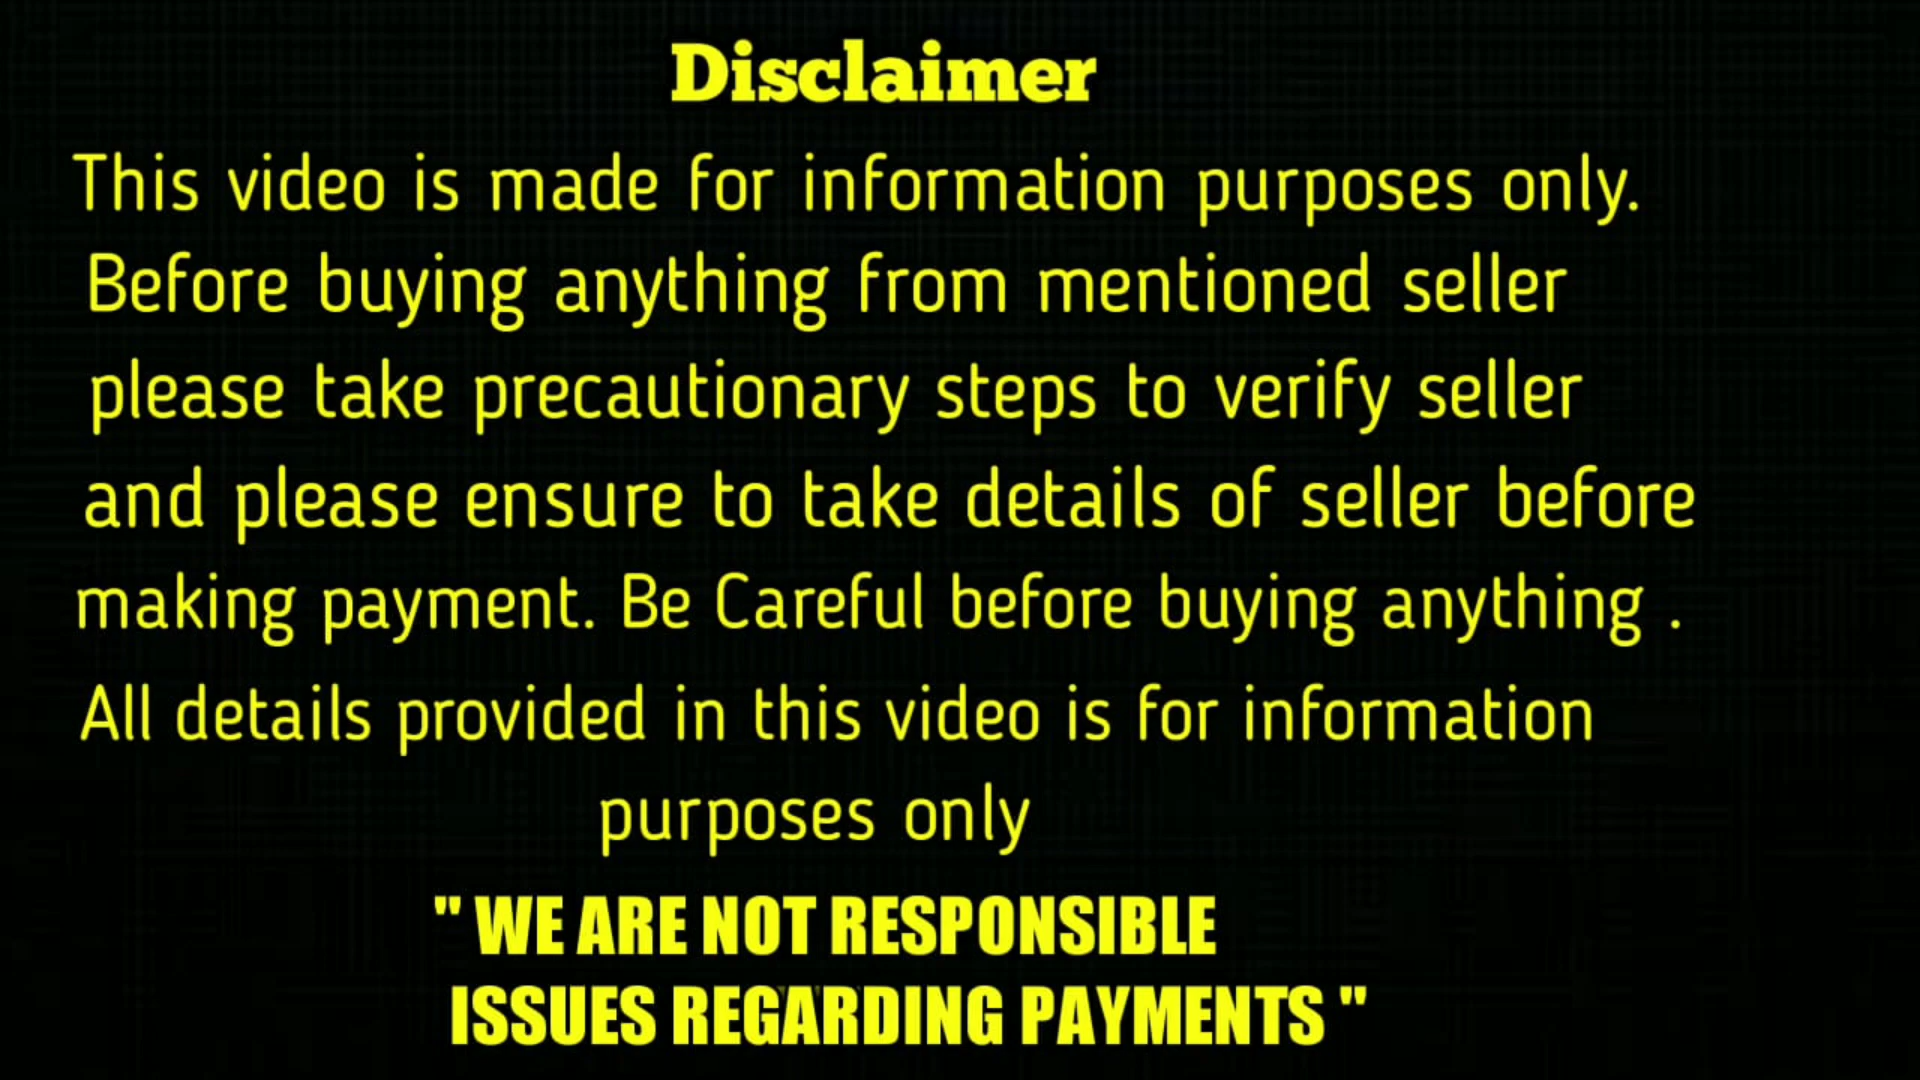 Disclaimer
This video is made for information purposes only.
Before buying anything from mentioned seller
please take precautionary steps to verify seller
and please ensure to take details of seller before
making payment. Be Careful before buying anything .
All details provided in this video is for information
purposes only
" WE ARE NOT RESPONSIBLE
ISSUES REGARDING PAYMENTS "